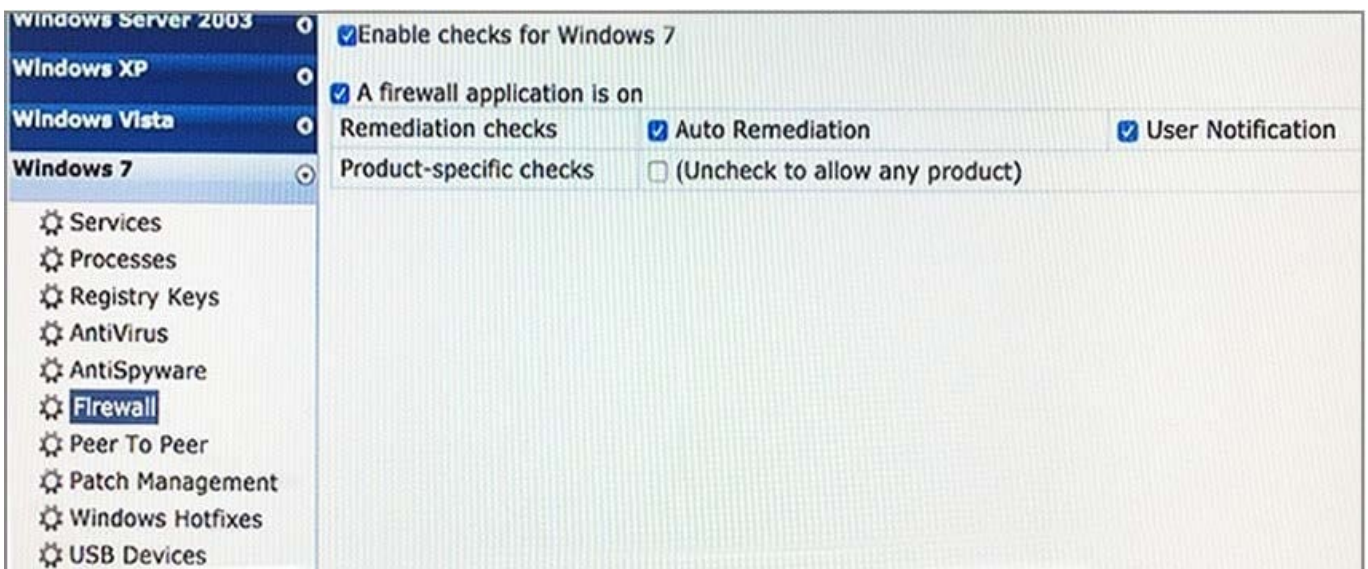 Windows Server 2003
Windows XP
Windows Vista
Windows 7
Services
Processes
Registry Keys
AntiVirus
AntiSpyware
Firewall
Peer To Peer
Patch Management
Windows Hotfixes
USB Devices
Enable checks for Windows 7
A firewall application is on
Remediation checks Auto Remediation User Notification
Product-specific checks (Uncheck to allow any product)